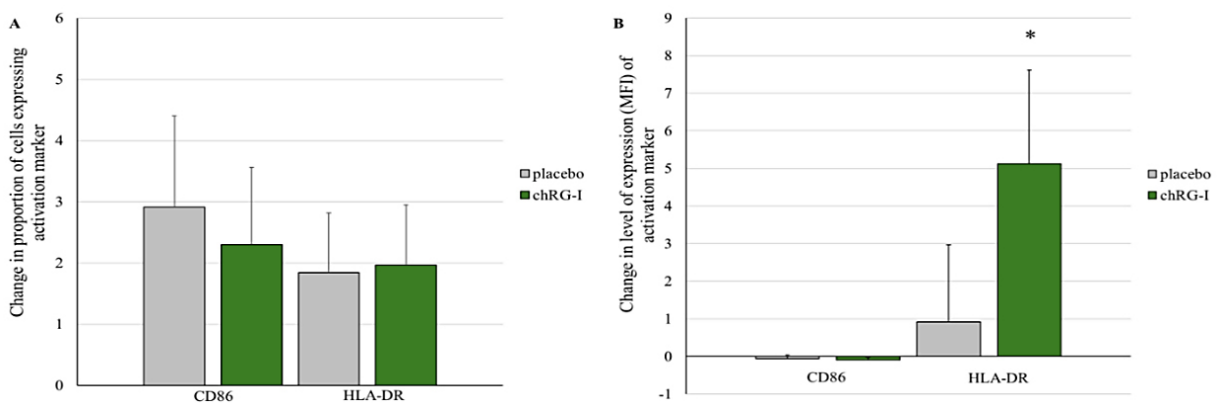 A
Change in proportion of cells expressing
activation marker
6
5
4
3
2
1
0
CD86
HLA-DR
placebo
chRG-I
B
Change in level of expression (MFI) of
activation marker
9
8
7
6
5
4
3
2
1
0
-1
*
CD86
HLA-DR
placebo
chRG-I